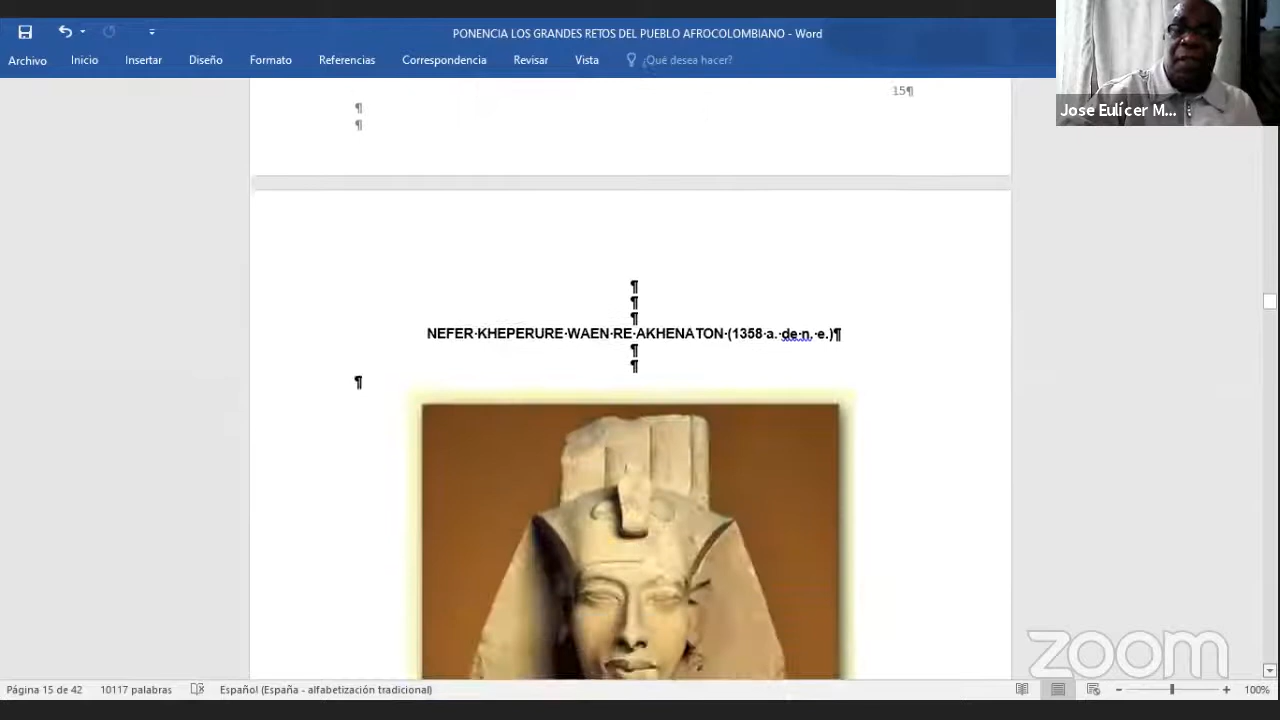 PONENCIA LOS GRANDES RETOS DEL PUEBLO AFROCOLOMBIANO - Word
Archivo Inicio Insertar Diseño Formato Referencias Correspondencia Revisar Vista ¿Qué desea hacer?
Jose Eulícer M...
15¶
¶
¶
¶
¶
¶
NEFER·KHEPERURE·WAEN·RE·AKHENATON·(1358·a.·de·n.·e.)¶
¶
¶
¶
zoom
Página 15 de 42 10117 palabras Español (España - alfabetización tradicional) 100%